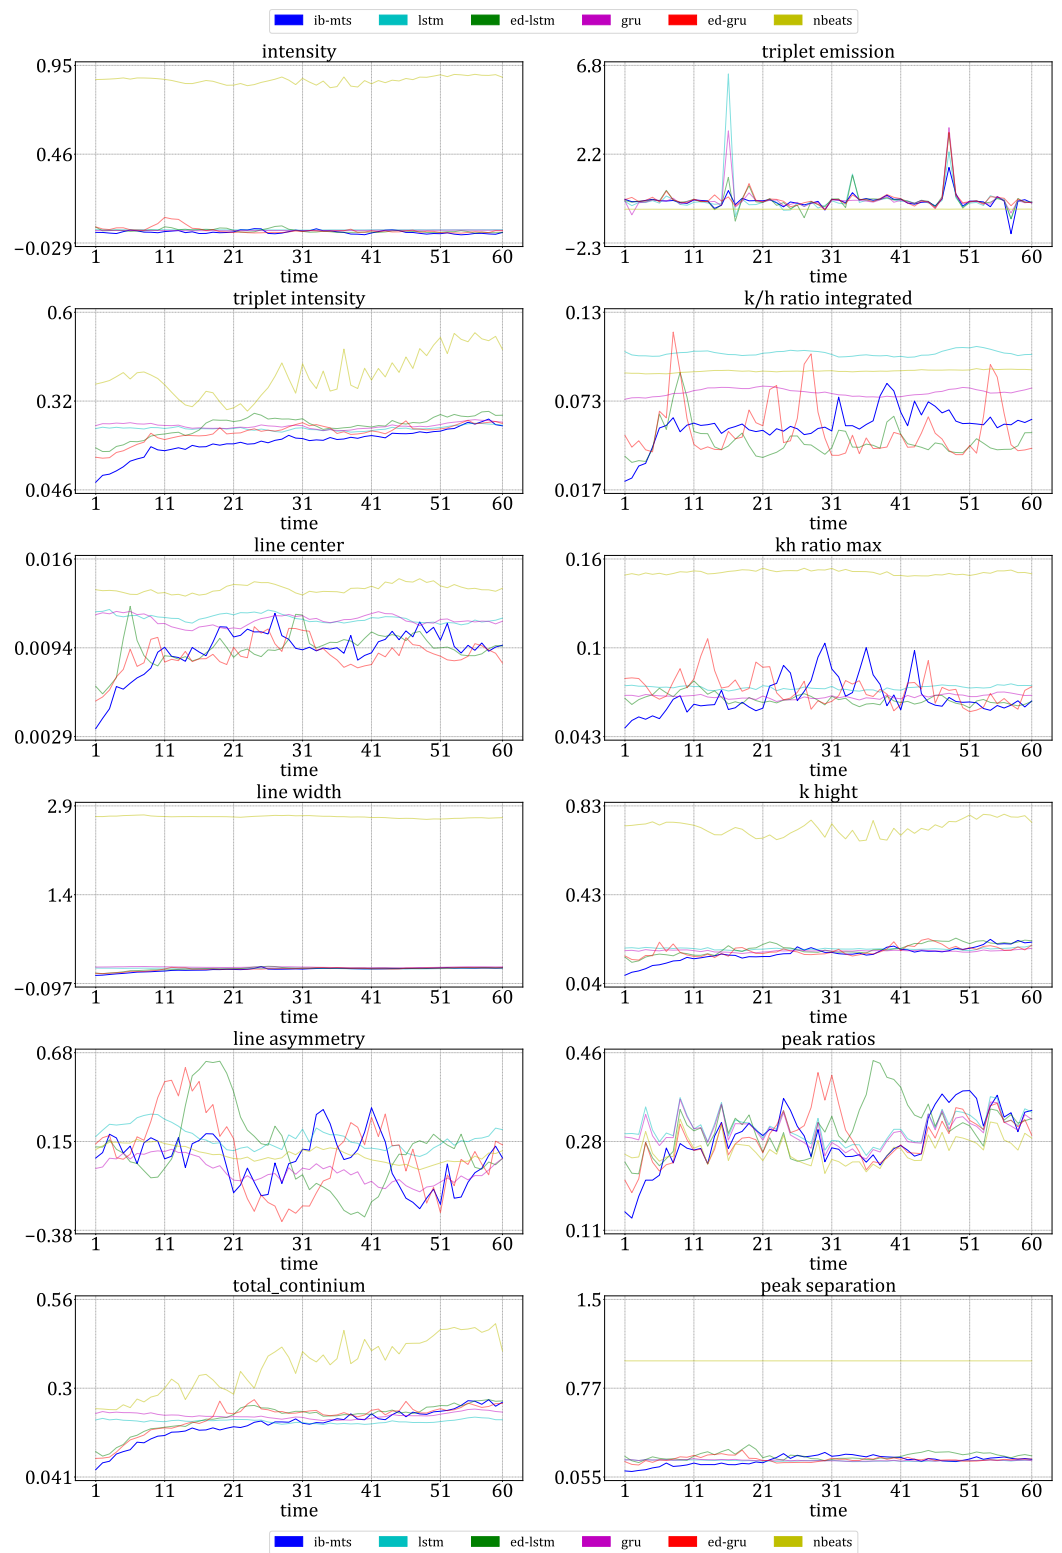 ib-mts lstm ed-lstm gru ed-gru nbeats
intensity
0.95
0.46
−0.029
1 11 21 31 41 51 60
time
triplet emission
6.8
2.2
−2.3
1 11 21 31 41 51 60
time
triplet intensity
0.6
0.32
0.046
1 11 21 31 41 51 60
time
k/h ratio integrated
0.13
0.073
0.017
1 11 21 31 41 51 60
time
line center
0.016
0.0094
0.0029
1 11 21 31 41 51 60
time
kh ratio max
0.16
0.1
0.043
1 11 21 31 41 51 60
time
line width
2.9
1.4
−0.097
1 11 21 31 41 51 60
time
k hight
0.83
0.43
0.04
1 11 21 31 41 51 60
time
line asymmetry
0.68
0.15
−0.38
1 11 21 31 41 51 60
time
peak ratios
0.46
0.28
0.11
1 11 21 31 41 51 60
time
total_continium
0.56
0.3
0.041
1 11 21 31 41 51 60
time
peak separation
1.5
0.77
0.055
1 11 21 31 41 51 60
time
ib-mts lstm ed-lstm gru ed-gru nbeats